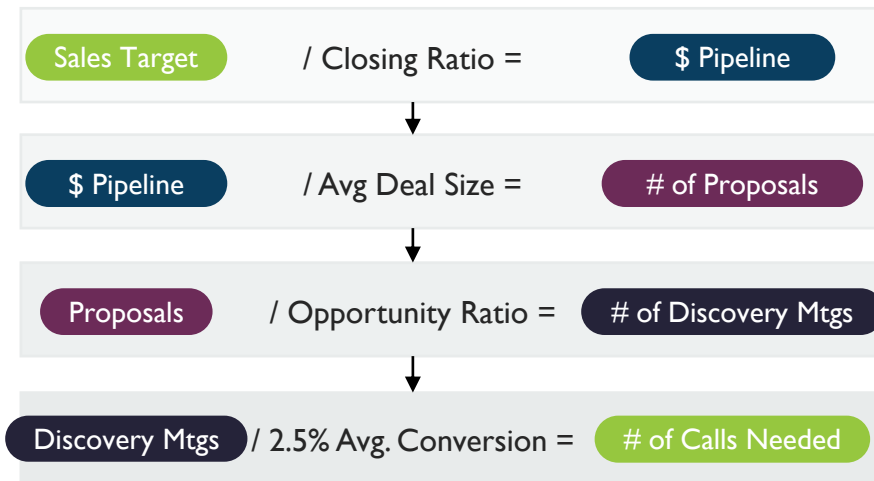 Sales Target / Closing Ratio = $ Pipeline
$ Pipeline / Avg Deal Size = # of Proposals
Proposals / Opportunity Ratio = # of Discovery Mtgs
Discovery Mtgs / 2.5% Avg. Conversion = # of Calls Needed